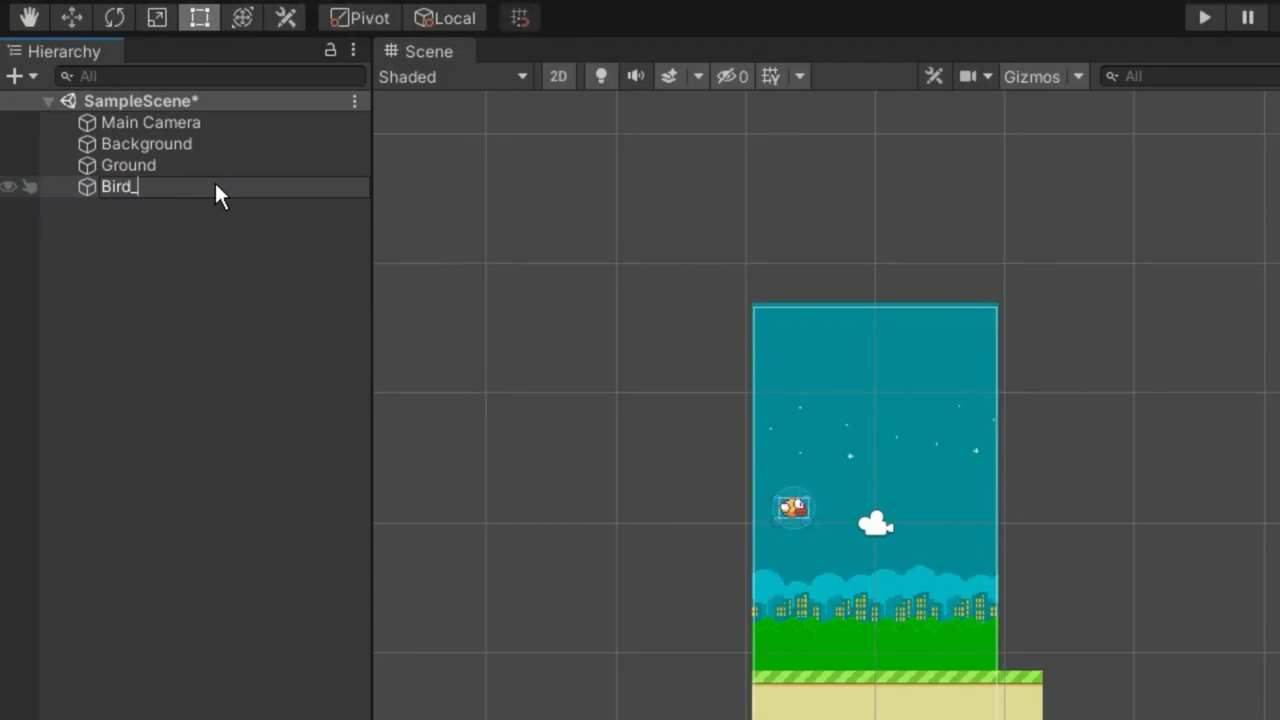 Pivot Local
Hierarchy
Scene
All
Shaded 2D 0 Gizmos All
SampleScene*
Main Camera
Background
Ground
Bird_